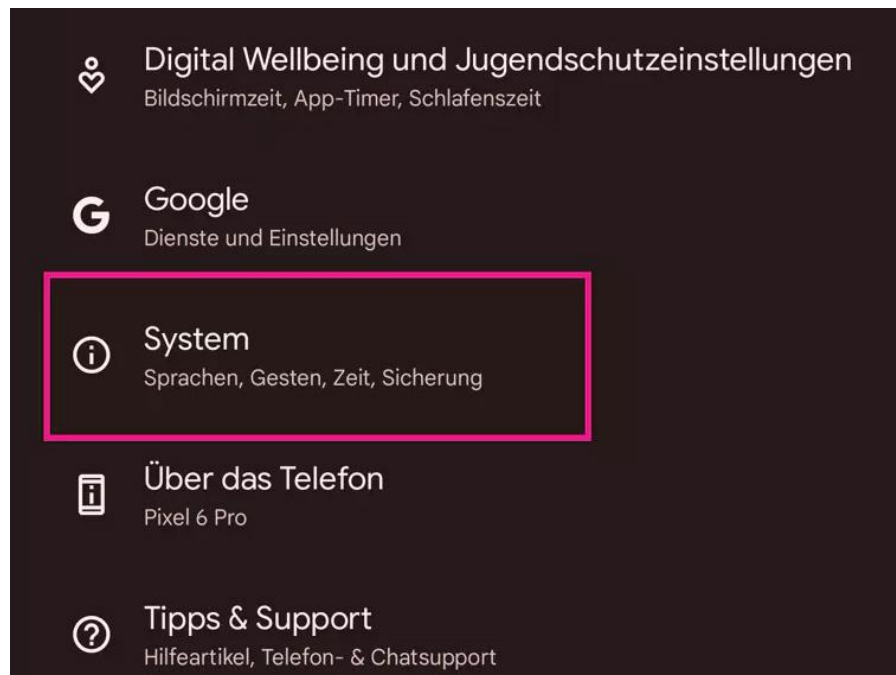 Digital Wellbeing und Jugendschutzeinstellungen
Bildschirmzeit, App-Timer, Schlafenszeit
Google
Dienste und Einstellungen
System
Sprachen, Gesten, Zeit, Sicherung
Über das Telefon
Pixel 6 Pro
Tipps & Support
Hilfeartikel, Telefon- & Chatsupport